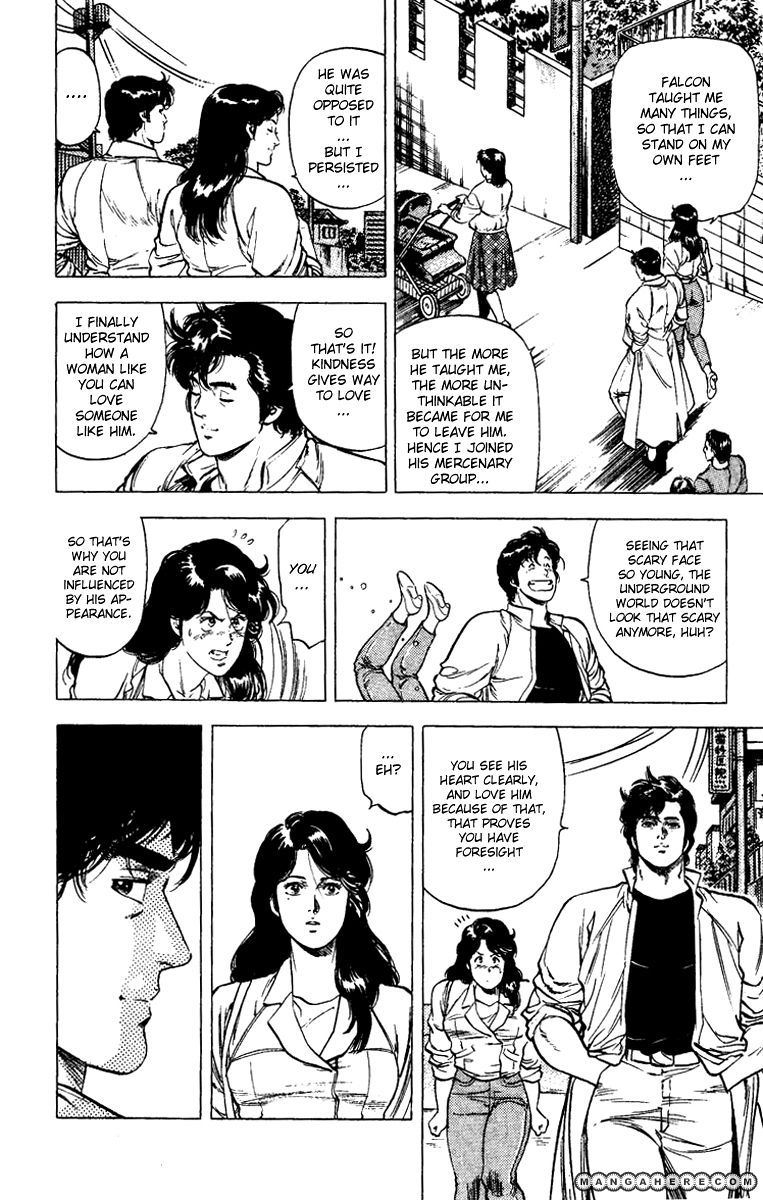 FALCON
TAUGHT ME
MANY THINGS,
SO THAT I CAN
STAND ON MY
OWN FEET
...
BUT THE MORE
HE TAUGHT ME,
THE MORE UN-
THINKABLE IT
BECAME FOR ME
TO LEAVE HIM.
HENCE I JOINED
HIS MERCENARY
GROUP...
HE WAS
QUITE
OPPOSED
TO IT
...
BUT I
PERSISTED
...
....
SO
THAT'S IT!
KINDNESS
GIVES WAY
TO LOVE
...
I FINALLY
UNDERSTAND
HOW A
WOMAN LIKE
YOU CAN
LOVE
SOMEONE
LIKE HIM.
SEEING THAT
SCARY FACE
SO YOUNG, THE
UNDERGROUND
WORLD DOESN'T
LOOK THAT SCARY
ANYMORE, HUH?
YOU
...
SO THAT'S
WHY YOU
ARE NOT
INFLUENCED
BY HIS AP-
PEARANCE.
YOU SEE HIS
HEART CLEARLY,
AND LOVE HIM
BECAUSE OF THAT,
THAT PROVES
YOU HAVE
FORESIGHT
...
...
EH?
MANGAHERE.COM